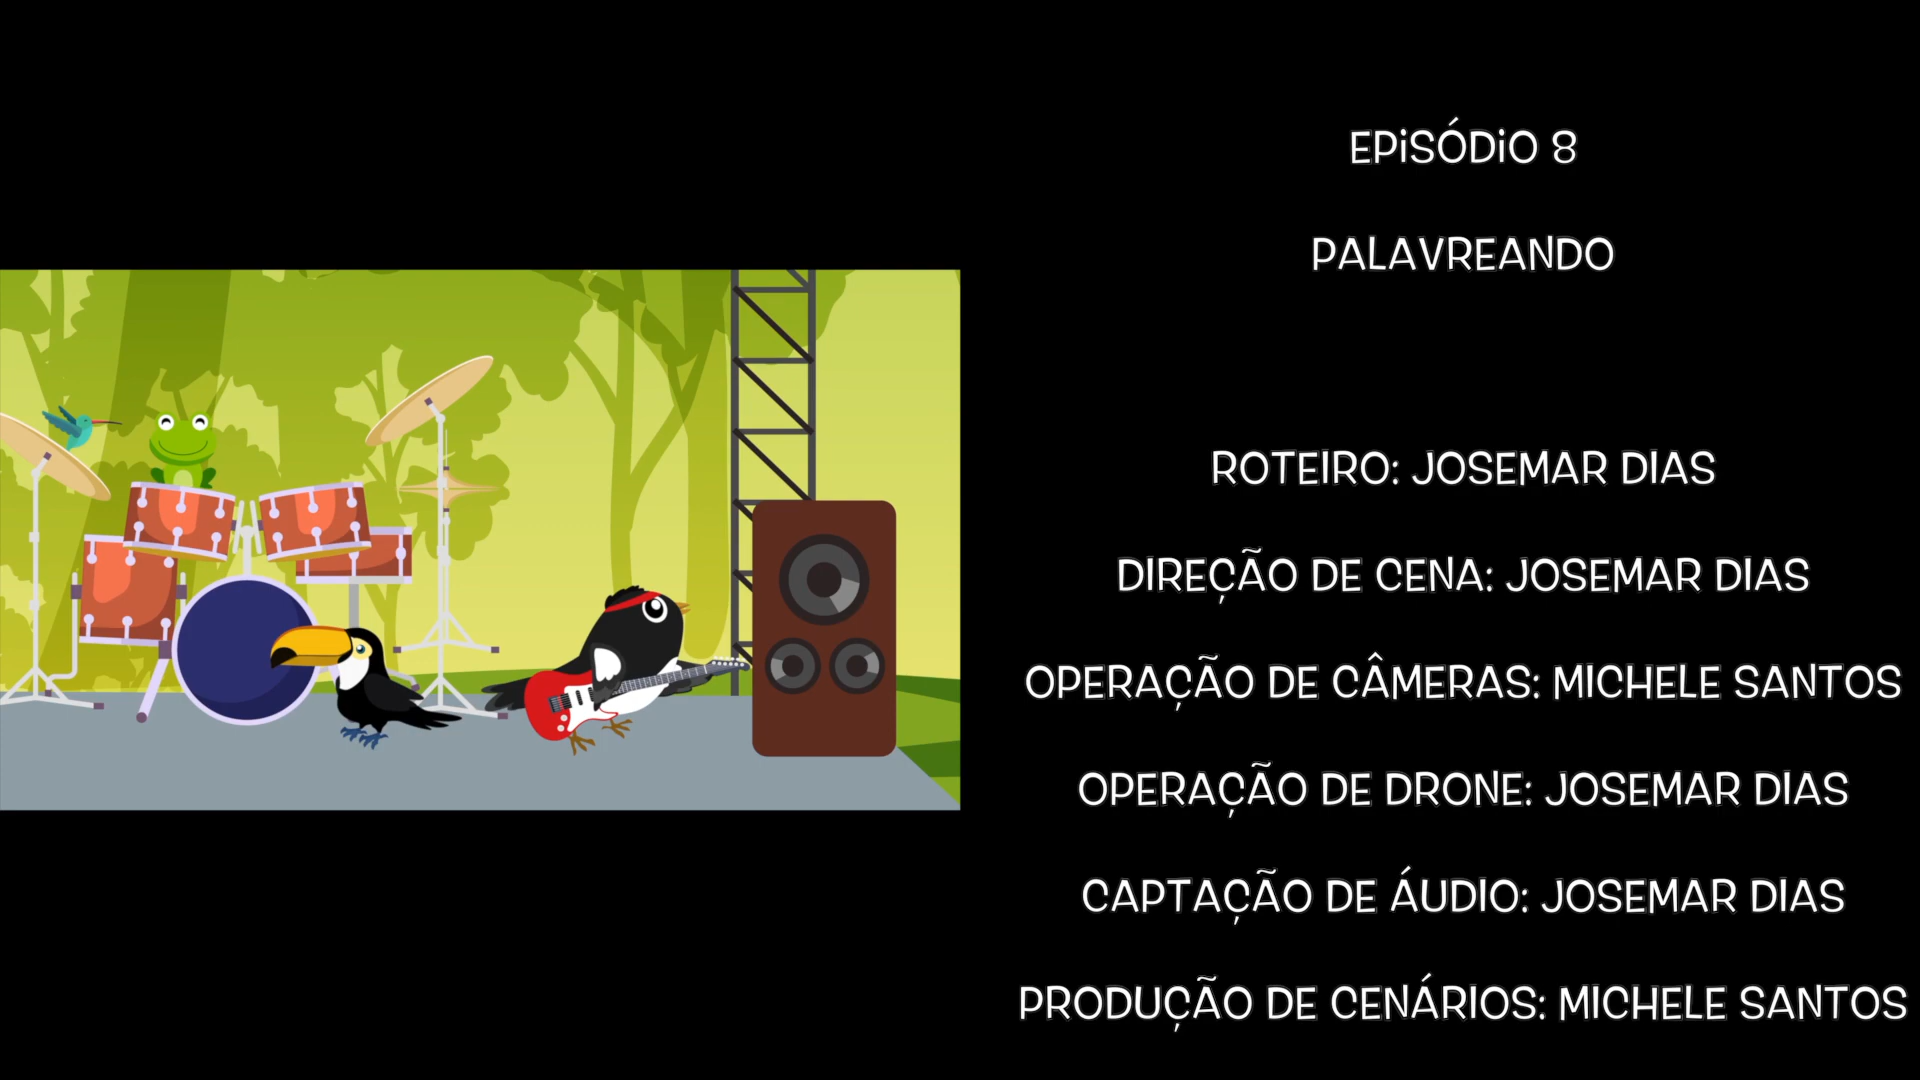 EPiSÓDiO 8
PALAVREANDO
ROTEIRO: JOSEMAR DIAS
DIREÇÃO DE CENA: JOSEMAR DIAS
OPERAÇÃO DE CÂMERAS: MICHELE SANTOS
OPERAÇÃO DE DRONE: JOSEMAR DIAS
CAPTAÇÃO DE ÁUDIO: JOSEMAR DIAS
PRODUÇÃO DE CENÁRIOS: MICHELE SANTOS